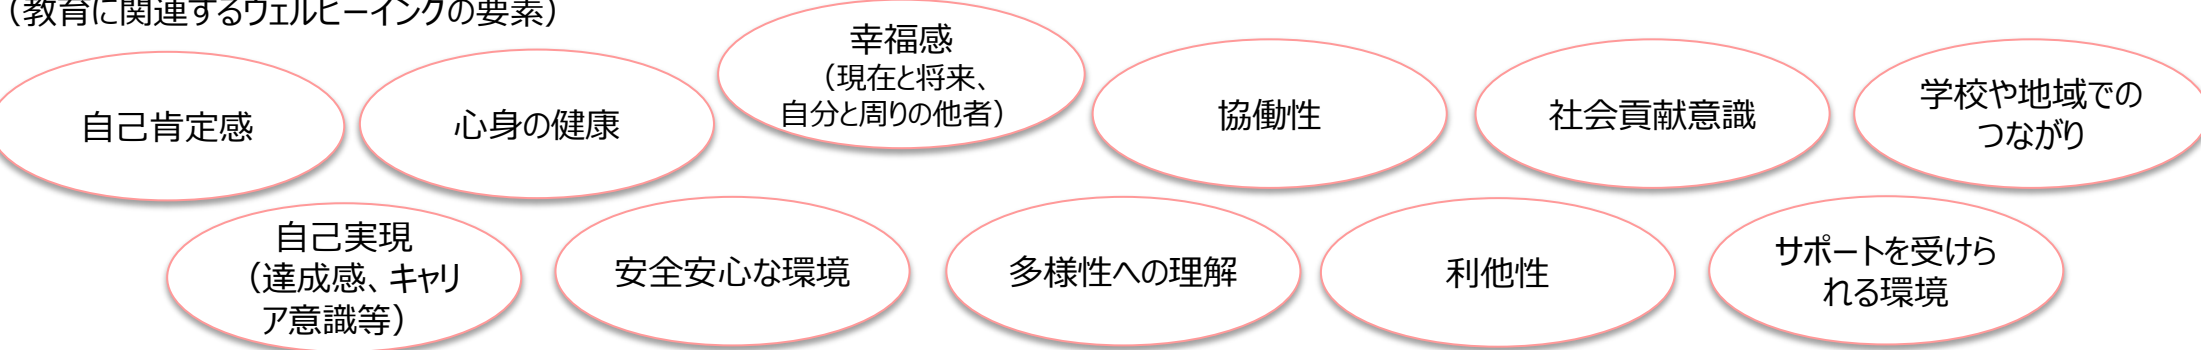 （教育に関連するウェルビーイングの要素）
自己肯定感
心身の健康
幸福感
（現在と将来、
自分と周りの他者）
協働性
社会貢献意識
学校や地域での
つながり
自己実現
（達成感、キャリ
ア意識等）
安全安心な環境
多様性への理解
利他性
サポートを受けら
れる環境